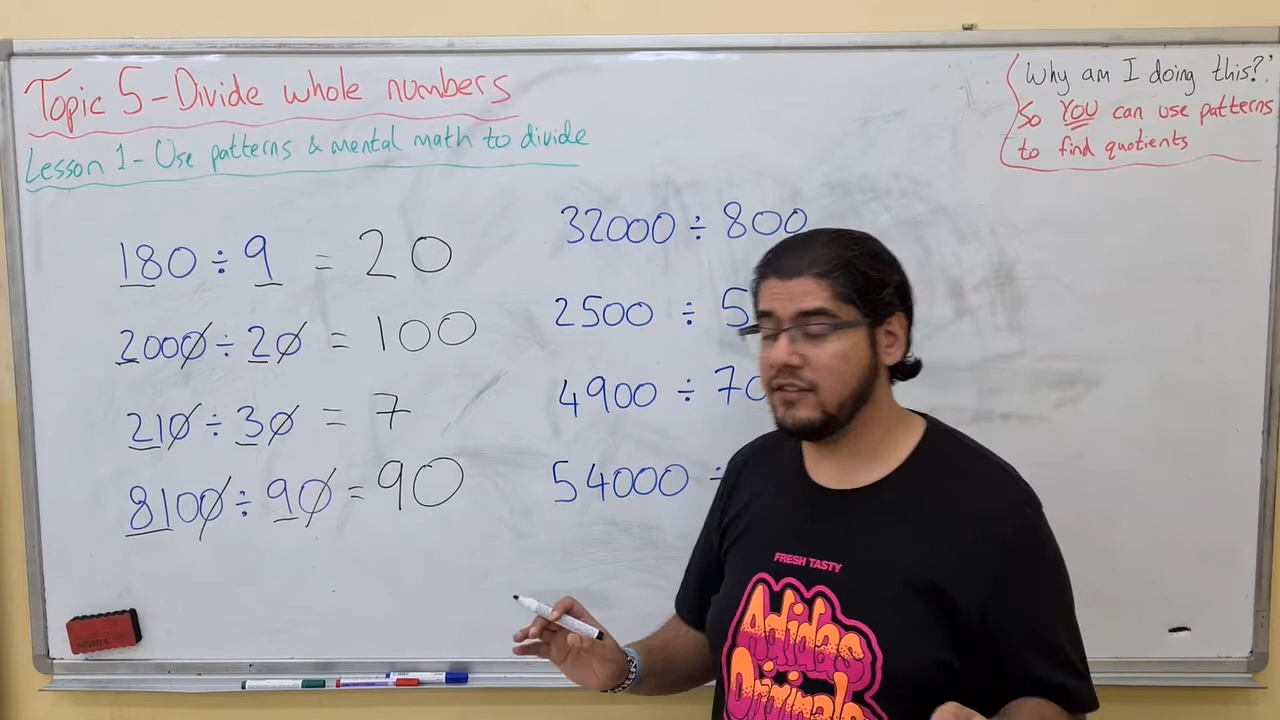 Topic 5 - Divide whole numbers
Lesson 1 - Use patterns & mental math to divide
Why am I doing this?
So YOU can use patterns
to find quotients
180 ÷ 9 = 20
2000 ÷ 20 = 100
210 ÷ 30 = 7
8100 ÷ 90 = 90
32000 ÷ 800
2500 ÷ 5
4900 ÷ 70
54000 ÷
FRESH TASTY
Adidas
Originals